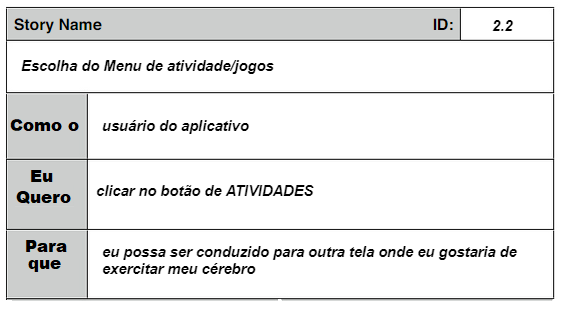 Story Name ID: 2.2
Escolha do Menu de atividade/jogos
Como o usuário do aplicativo
Eu Quero clicar no botão de ATIVIDADES
Para que eu possa ser conduzido para outra tela onde eu gostaria de
exercitar meu cérebro